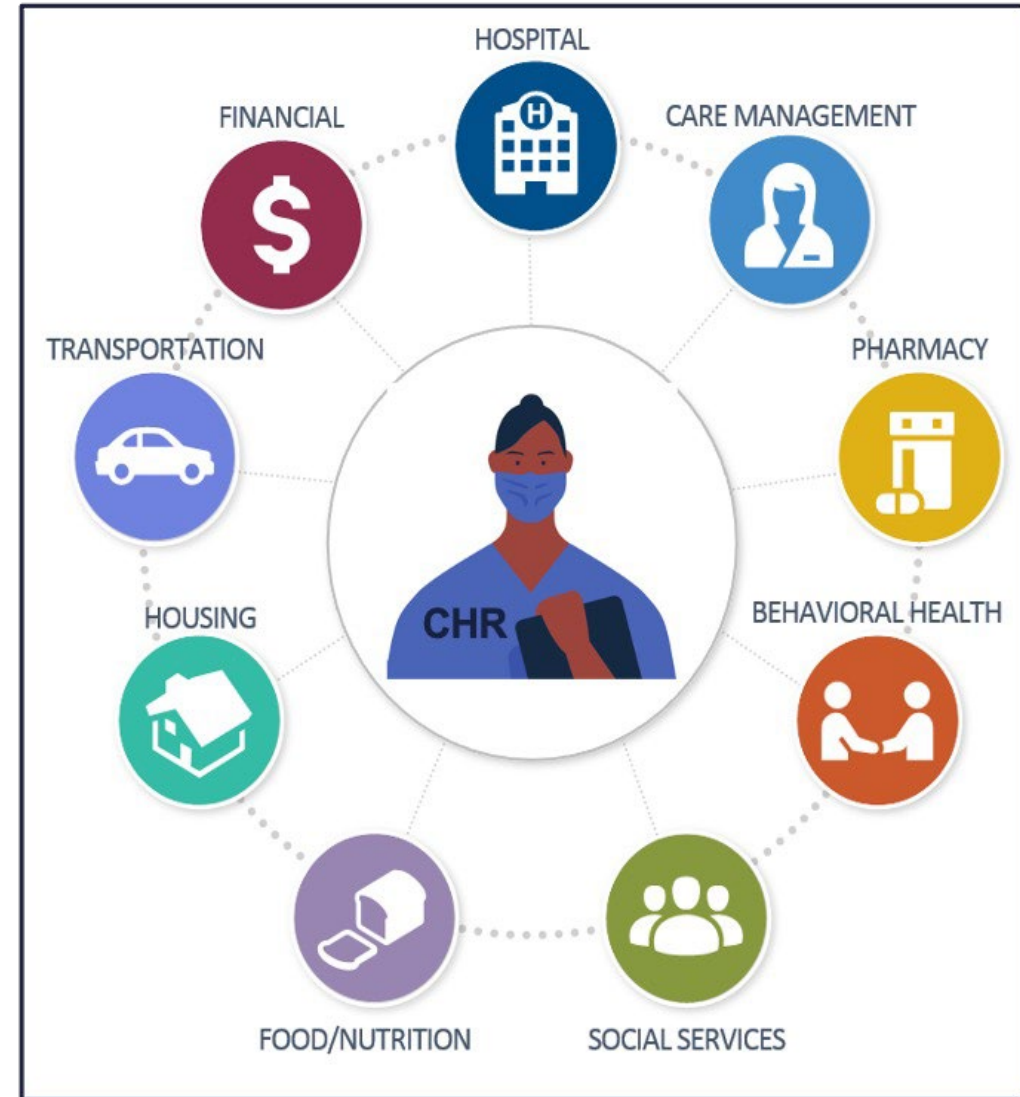 HOSPITAL
FINANCIAL
CARE MANAGEMENT
H
$
TRANSPORTATION
PHARMACY
CHR
HOUSING
BEHAVIORAL HEALTH
FOOD/NUTRITION
SOCIAL SERVICES